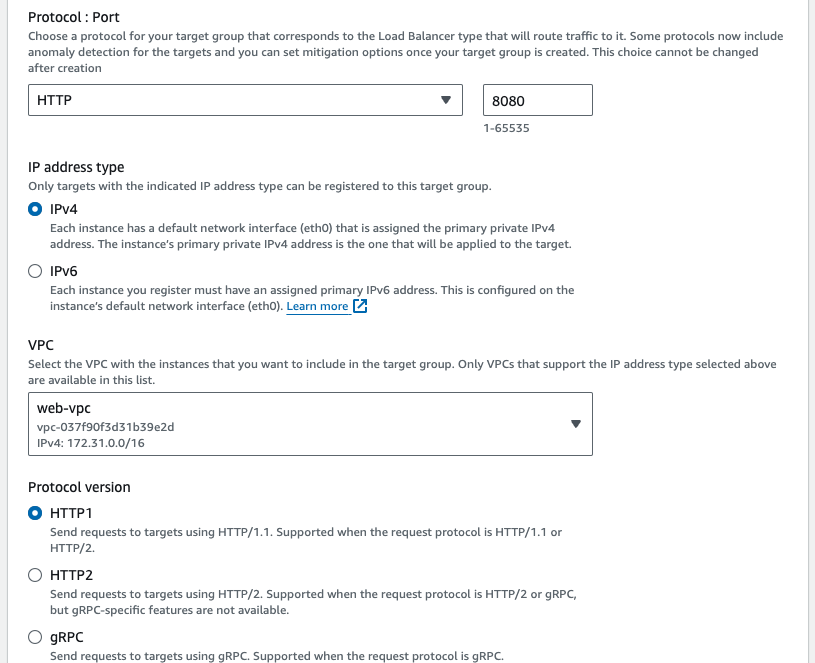 Protocol : Port
Choose a protocol for your target group that corresponds to the Load Balancer type that will route traffic to it. Some protocols now include
anomaly detection for the targets and you can set mitigation options once your target group is created. This choice cannot be changed
after creation
HTTP
8080
1-65535
IP address type
Only targets with the indicated IP address type can be registered to this target group.
IPv4
Each instance has a default network interface (eth0) that is assigned the primary private IPv4
address. The instance's primary private IPv4 address is the one that will be applied to the target.
IPv6
Each instance you register must have an assigned primary IPv6 address. This is configured on the
instance's default network interface (eth0). Learn more
VPC
Select the VPC with the instances that you want to include in the target group. Only VPCs that support the IP address type selected above
are available in this list.
web-vpc
vpc-037f90f3d31b39e2d
IPv4: 172.31.0.0/16
Protocol version
HTTP1
Send requests to targets using HTTP/1.1. Supported when the request protocol is HTTP/1.1 or
HTTP/2.
HTTP2
Send requests to targets using HTTP/2. Supported when the request protocol is HTTP/2 or gRPC,
but gRPC-specific features are not available.
gRPC
Send requests to targets using gRPC. Supported when the request protocol is gRPC.